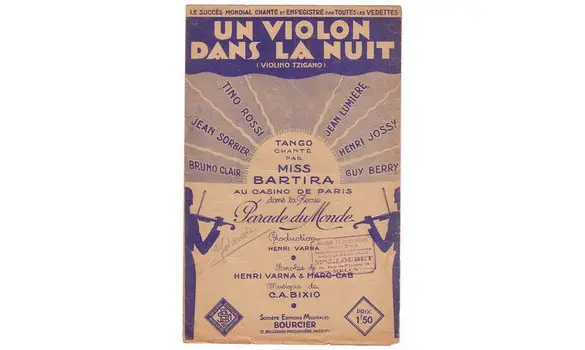 LE SUCCÈS MONDIAL CHANTÉ ET ENREGISTRÉ PAR TOUTES LES VEDETTES
UN VIOLON
DANS LA NUIT
(VIOLINO TZIGANO)
TINO ROSSI
JEAN LUMIÈRE
JEAN SORBIER
HENRI JOSSY
BRUNO CLAIR
GUY BERRY
TANGO
CHANTÉ
PAR
MISS
BARTIRA
AU CASINO DE PARIS
dans la Revue
Parade du Monde
Production
HENRI VARNA
Paroles de
HENRI VARNA & MARC-CAB
Musique de
C.A. BIXIO
SOCIÉTÉ EDITIONS MUSICALES
BOURCIER
PARIS
PRIX
1.50
LOUBET